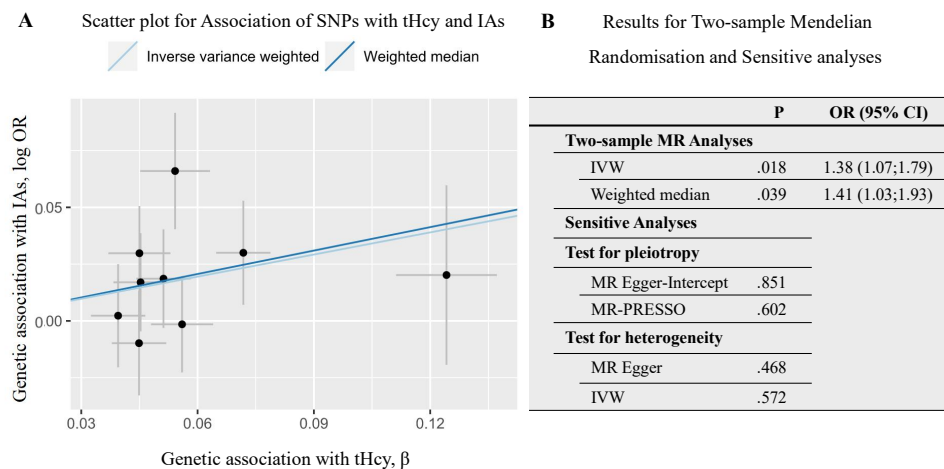 A Scatter plot for Association of SNPs with tHcy and IAs
Inverse variance weighted Weighted median
Genetic association with IAs, log OR
0.05
0.00
0.03 0.06 0.09 0.12
Genetic association with tHcy, β
B Results for Two-sample Mendelian
Randomisation and Sensitive analyses
P OR (95% CI)
Two-sample MR Analyses
IVW .018 1.38 (1.07;1.79)
Weighted median .039 1.41 (1.03;1.93)
Sensitive Analyses
Test for pleiotropy
MR Egger-Intercept .851
MR-PRESSO .602
Test for heterogeneity
MR Egger .468
IVW .572